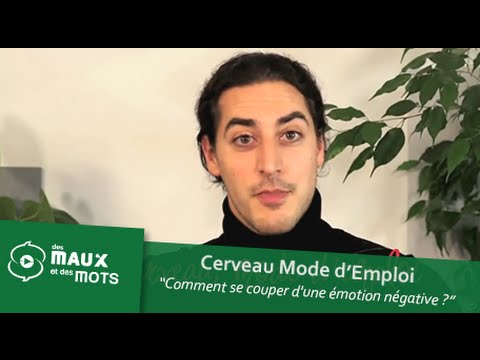 des
MAUX
et des
MOTS
Cerveau Mode d'Emploi
"Comment se couper d'une émotion négative ?"